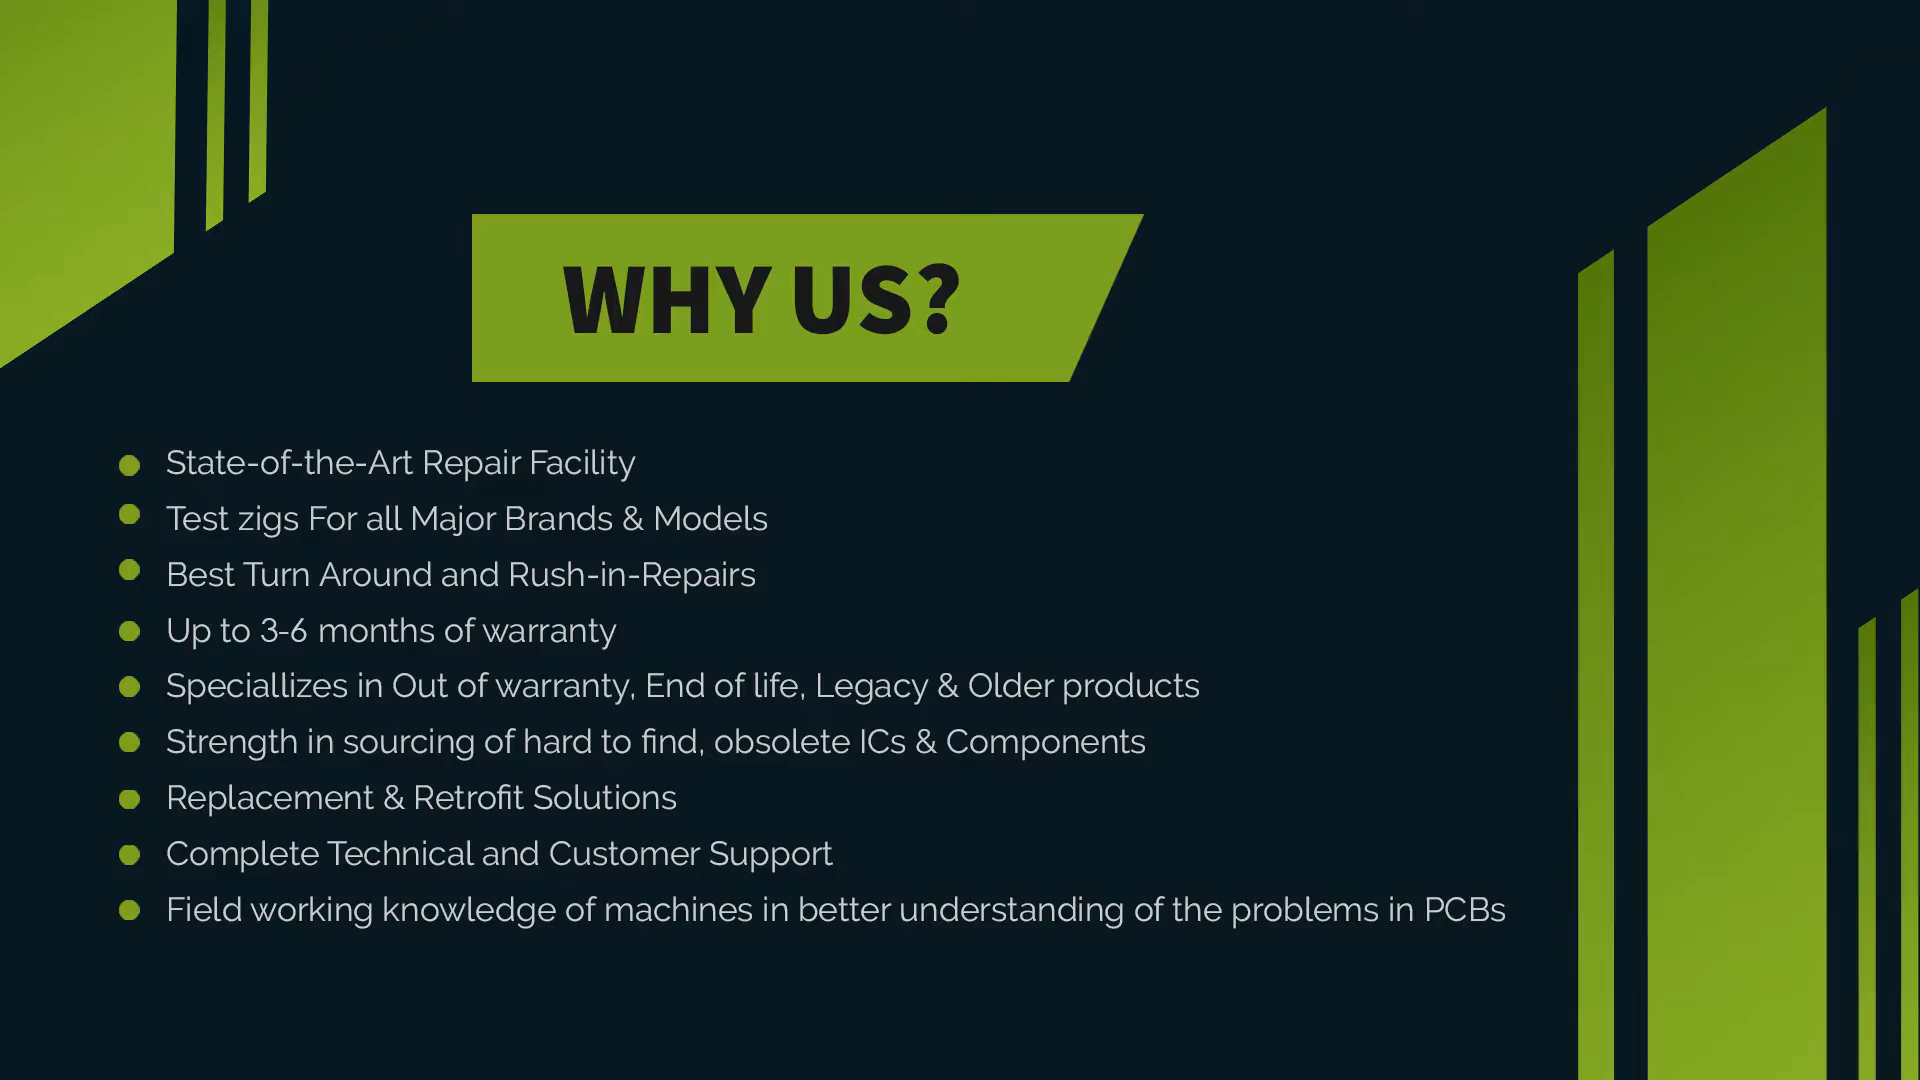 WHY US?
State-of-the-Art Repair Facility
Test zigs For all Major Brands & Models
Best Turn Around and Rush-in-Repairs
Up to 3-6 months of warranty
Speciallizes in Out of warranty, End of life, Legacy & Older products
Strength in sourcing of hard to find, obsolete ICs & Components
Replacement & Retrofit Solutions
Complete Technical and Customer Support
Field working knowledge of machines in better understanding of the problems in PCBs